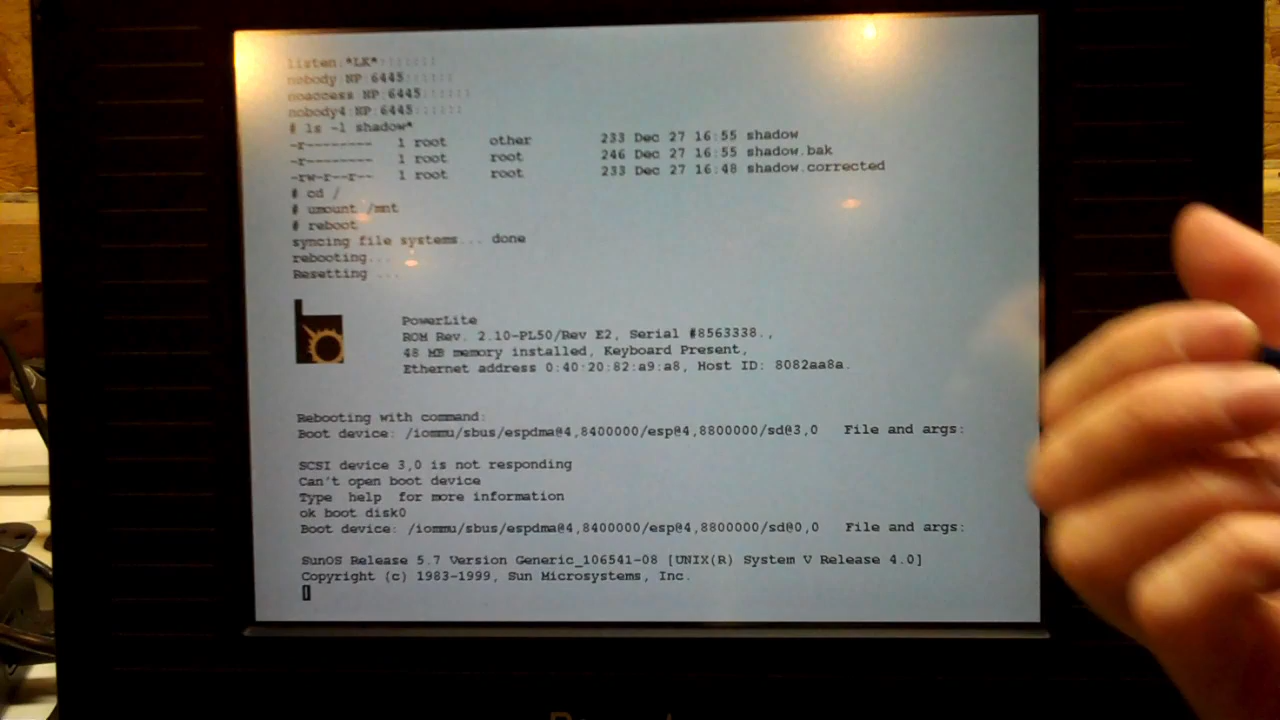 listen:*LK*:::::::
nobody:NP:6445::::::
noaccess:NP:6445::::::
nobody4:NP:6445::::::
# ls -l shadow*
-r-------- 1 root other 233 Dec 27 16:55 shadow
-r-------- 1 root root 246 Dec 27 16:55 shadow.bak
-rw-r--r-- 1 root root 233 Dec 27 16:48 shadow.corrected
# cd /
# umount /mnt
# reboot
syncing file systems... done
rebooting...
Resetting ...
PowerLite
ROM Rev. 2.10-PL50/Rev E2, Serial #8563338.,
48 MB memory installed, Keyboard Present,
Ethernet address 0:40:20:82:a9:a8, Host ID: 8082aa8a.
Rebooting with command:
Boot device: /iommu/sbus/espdma@4,8400000/esp@4,8800000/sd@3,0 File and args:
SCSI device 3,0 is not responding
Can't open boot device
Type help for more information
ok boot disk0
Boot device: /iommu/sbus/espdma@4,8400000/esp@4,8800000/sd@0,0 File and args:
SunOS Release 5.7 Version Generic_106541-08 [UNIX(R) System V Release 4.0]
Copyright (c) 1983-1999, Sun Microsystems, Inc.